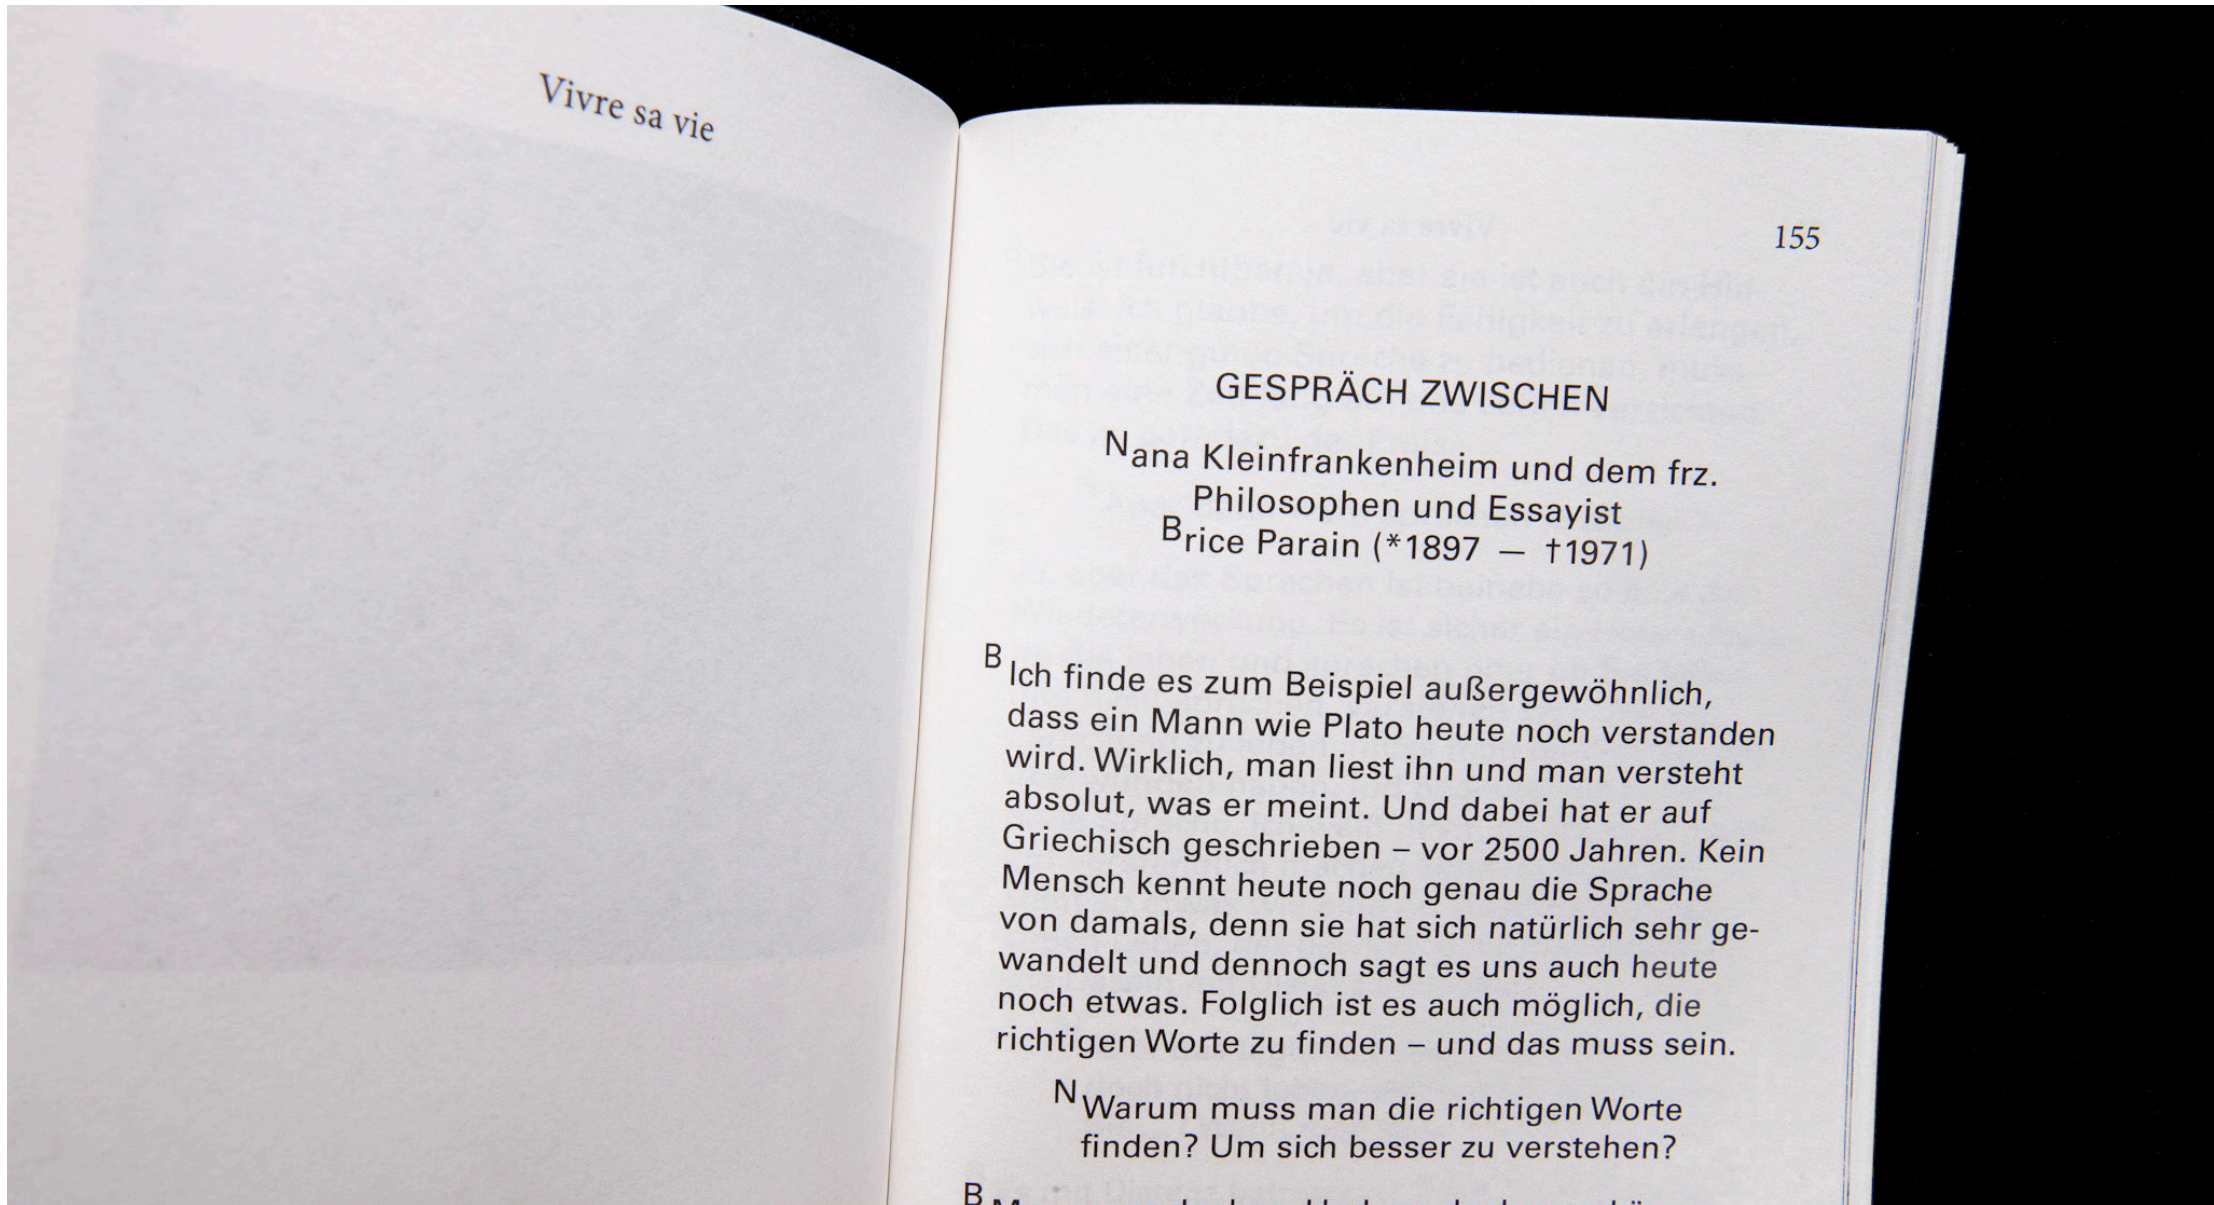 Vivre sa vie
155
GESPRÄCH ZWISCHEN
Nana Kleinfrankenheim und dem frz.
Philosophen und Essayist
Brice Parain (*1897 — †1971)
B Ich finde es zum Beispiel außergewöhnlich,
dass ein Mann wie Plato heute noch verstanden
wird. Wirklich, man liest ihn und man versteht
absolut, was er meint. Und dabei hat er auf
Griechisch geschrieben – vor 2500 Jahren. Kein
Mensch kennt heute noch genau die Sprache
von damals, denn sie hat sich natürlich sehr ge-
wandelt und dennoch sagt es uns auch heute
noch etwas. Folglich ist es auch möglich, die
richtigen Worte zu finden – und das muss sein.
N Warum muss man die richtigen Worte
finden? Um sich besser zu verstehen?
B